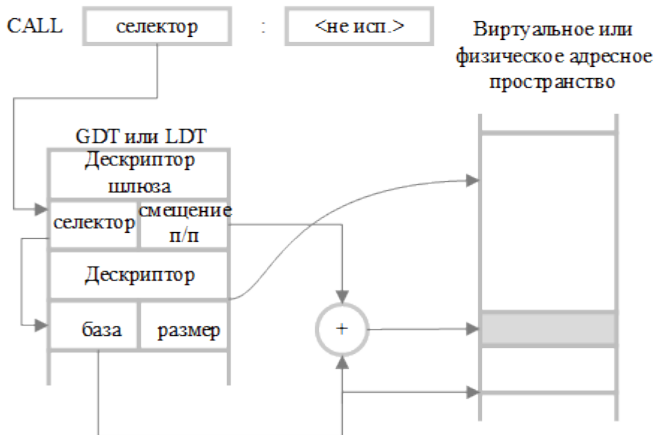 CALL селектор : <не исп.>
Виртуальное или
физическое адресное
пространство
GDT или LDT
Дескриптор
шлюза
селектор
смещение
п/п
Дескриптор
база размер
+